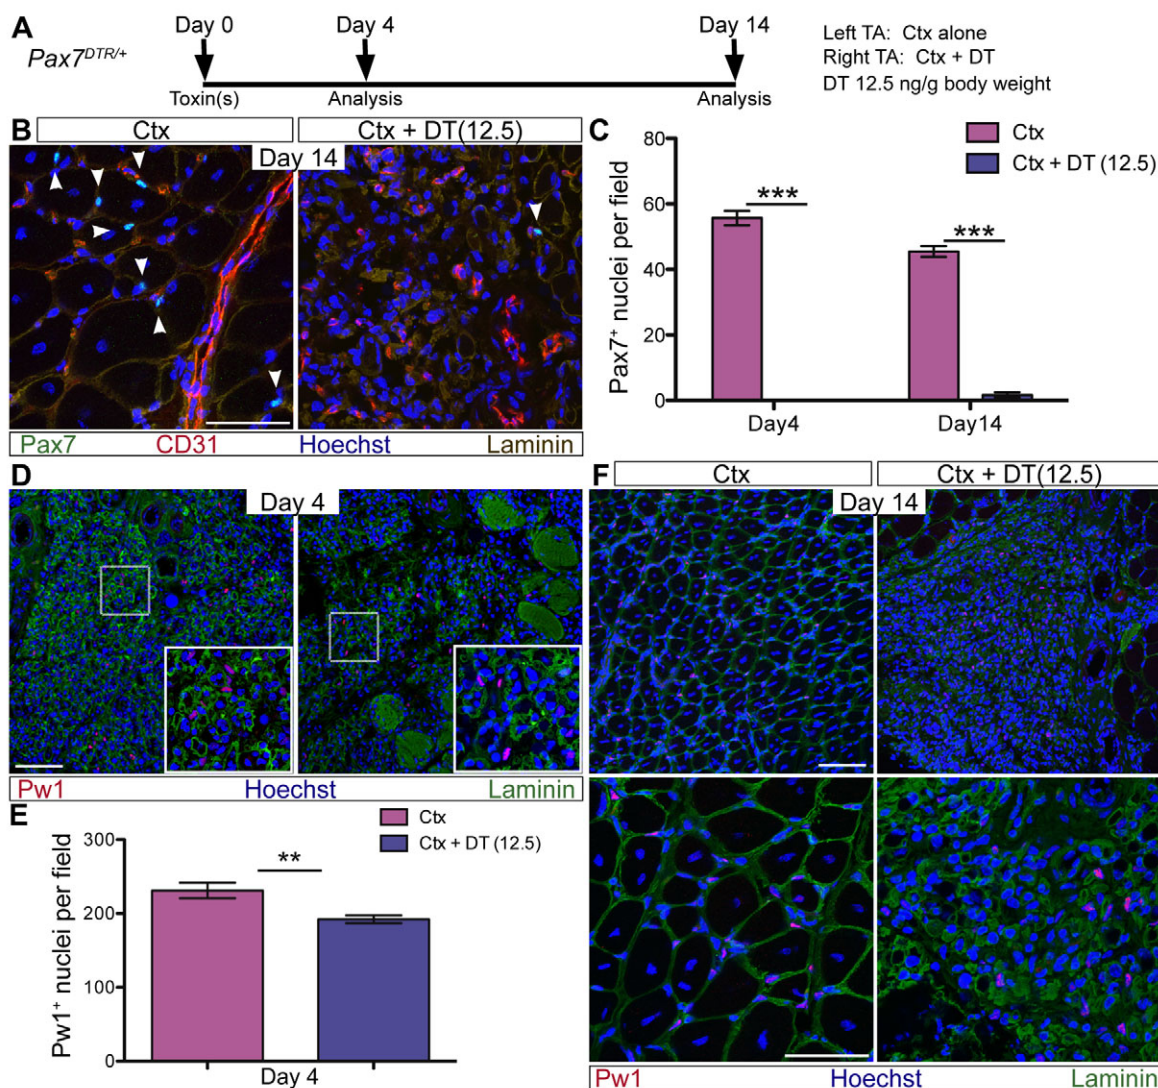 A
Pax7DTR/+
Day 0
Day 4
Day 14
Toxin(s)
Analysis
Analysis
Left TA: Ctx alone
Right TA: Ctx + DT
DT 12.5 ng/g body weight
B
Ctx
Ctx + DT(12.5)
Day 14
Pax7
CD31
Hoechst
Laminin
C
Ctx
Ctx + DT (12.5)
Pax7+ nuclei per field
80
60
40
20
0
***
***
Day4
Day14
D
Day 4
Pw1
Hoechst
Laminin
E
Ctx
Ctx + DT (12.5)
Pw1+ nuclei per field
300
200
100
0
**
Day 4
F
Ctx
Ctx + DT(12.5)
Day 14
Pw1
Hoechst
Laminin